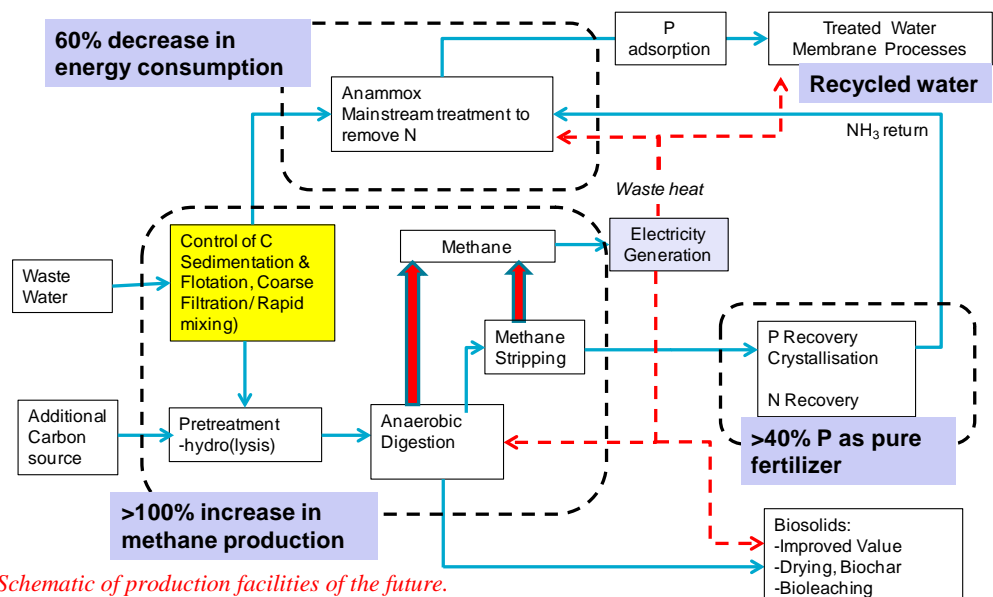 60% decrease in
energy consumption
P
adsorption
Treated Water
Membrane Processes
Recycled water
Anammox
Mainstream treatment to
remove N
NH₃ return
Waste heat
Control of C
Sedimentation &
Flotation, Coarse
Filtration/ Rapid
mixing)
Methane
Electricity
Generation
Waste
Water
Methane
Stripping
P Recovery
Crystallisation
N Recovery
Additional
Carbon
source
Pretreatment
-hydro(lysis)
Anaerobic
Digestion
>40% P as pure
fertilizer
>100% increase in
methane production
Biosolids:
-Improved Value
-Drying, Biochar
-Bioleaching
Schematic of production facilities of the future.